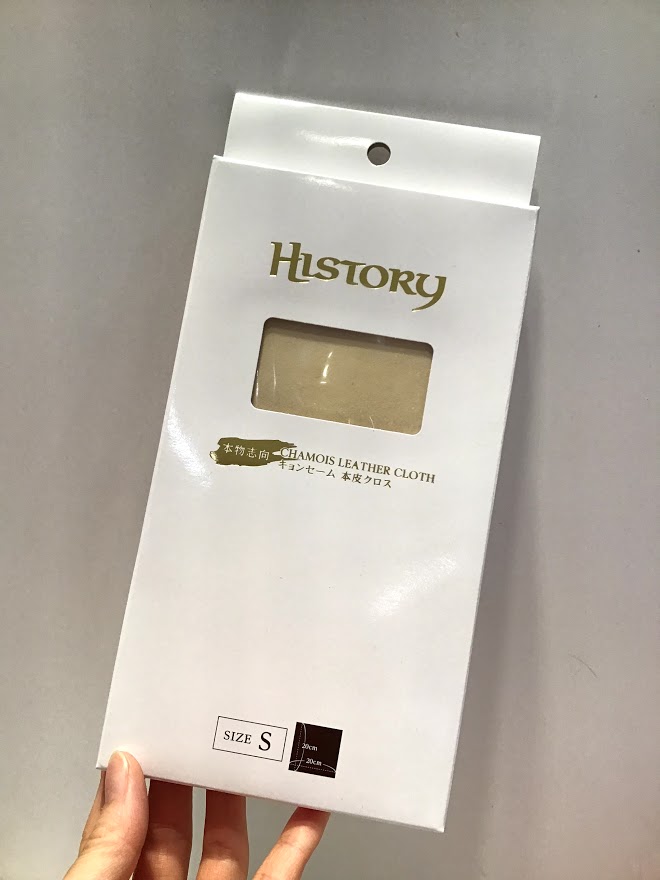 HISTORY
本物志向
CHAMOIS LEATHER CLOTH
キョンセーム 本皮クロス
SIZE S
20cm
20cm